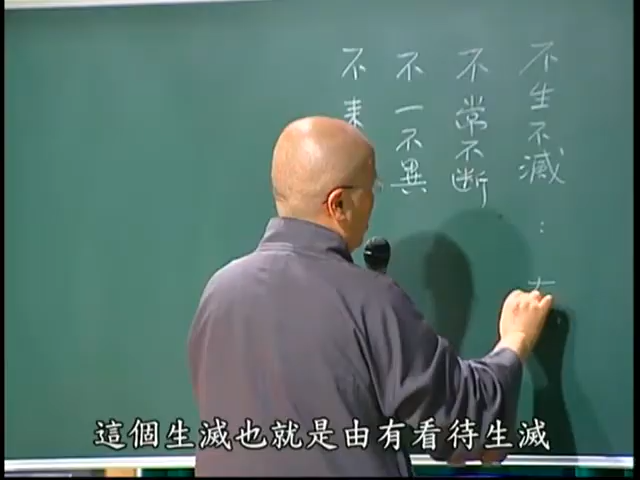 不生不滅：
不常不斷
不一不異
不來
這個生滅也就是由有看待生滅